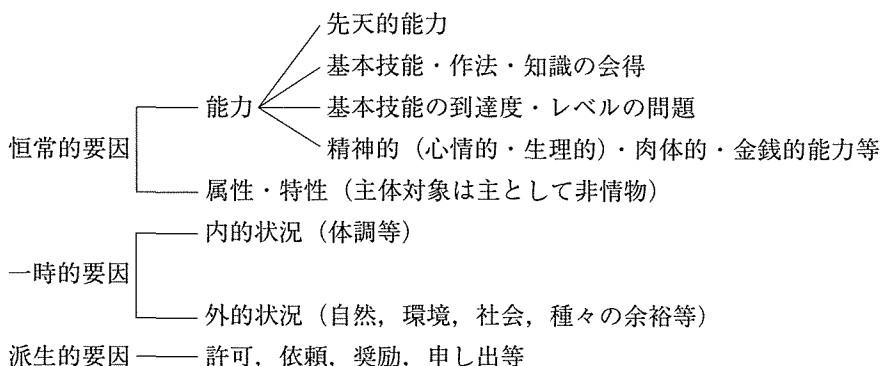 先天的能力
基本技能・作法・知識の会得
能力 基本技能の到達度・レベルの問題
恒常的要因 精神的（心情的・生理的）・肉体的・金銭的能力等
属性・特性（主体対象は主として非情物）
内的状況（体調等）
一時的要因
外的状況（自然，環境，社会，種々の余裕等）
派生的要因 許可，依頼，奨励，申し出等